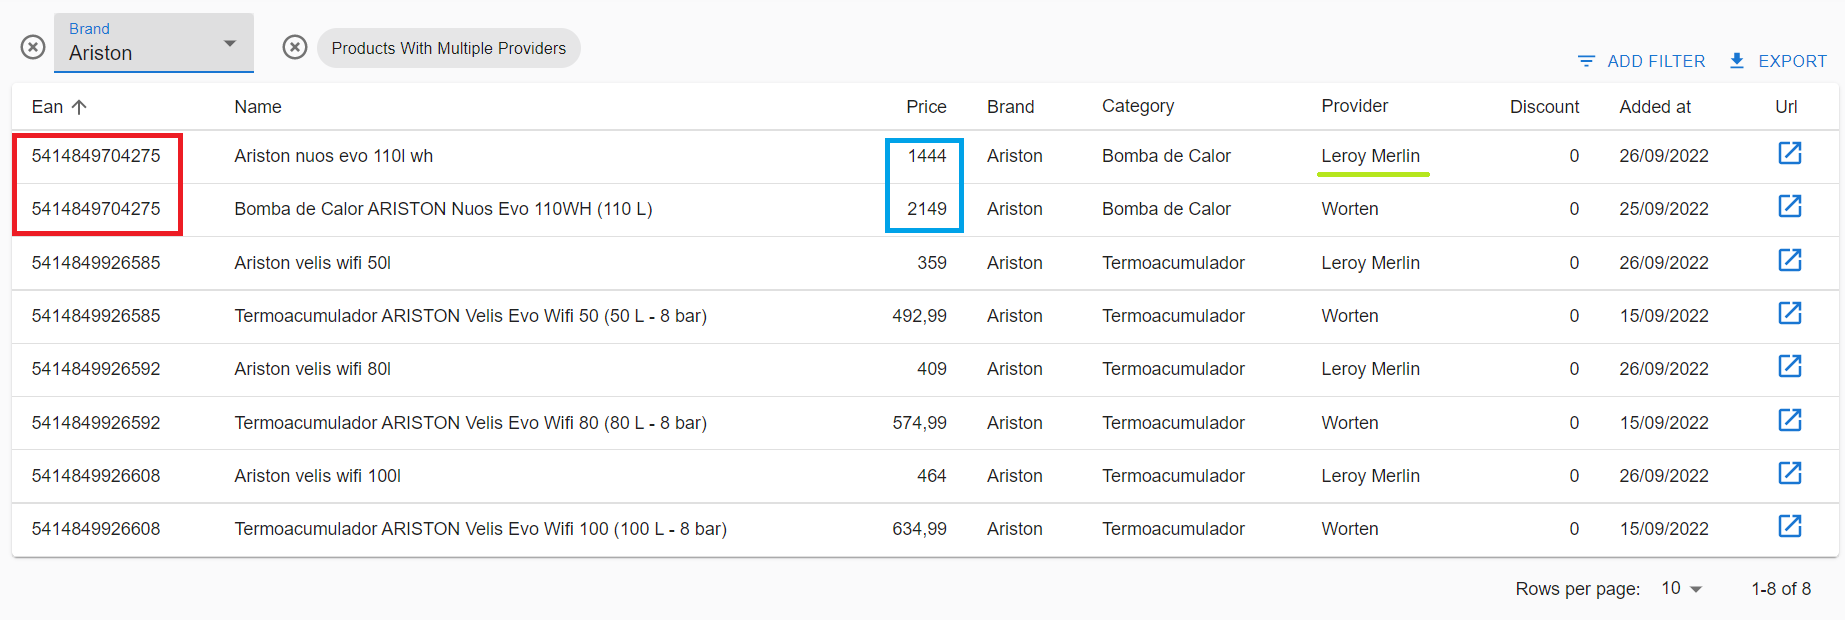 Brand
Ariston
Products With Multiple Providers
ADD FILTER EXPORT
Ean Name Price Brand Category Provider Discount Added at Url
5414849704275 Ariston nuos evo 110l wh 1444 Ariston Bomba de Calor Leroy Merlin 0 26/09/2022
5414849704275 Bomba de Calor ARISTON Nuos Evo 110WH (110 L) 2149 Ariston Bomba de Calor Worten 0 25/09/2022
5414849926585 Ariston velis wifi 50l 359 Ariston Termoacumulador Leroy Merlin 0 26/09/2022
5414849926585 Termoacumulador ARISTON Velis Evo Wifi 50 (50 L - 8 bar) 492,99 Ariston Termoacumulador Worten 0 15/09/2022
5414849926592 Ariston velis wifi 80l 409 Ariston Termoacumulador Leroy Merlin 0 26/09/2022
5414849926592 Termoacumulador ARISTON Velis Evo Wifi 80 (80 L - 8 bar) 574,99 Ariston Termoacumulador Worten 0 15/09/2022
5414849926608 Ariston velis wifi 100l 464 Ariston Termoacumulador Leroy Merlin 0 26/09/2022
5414849926608 Termoacumulador ARISTON Velis Evo Wifi 100 (100 L - 8 bar) 634,99 Ariston Termoacumulador Worten 0 15/09/2022
Rows per page: 10 1-8 of 8